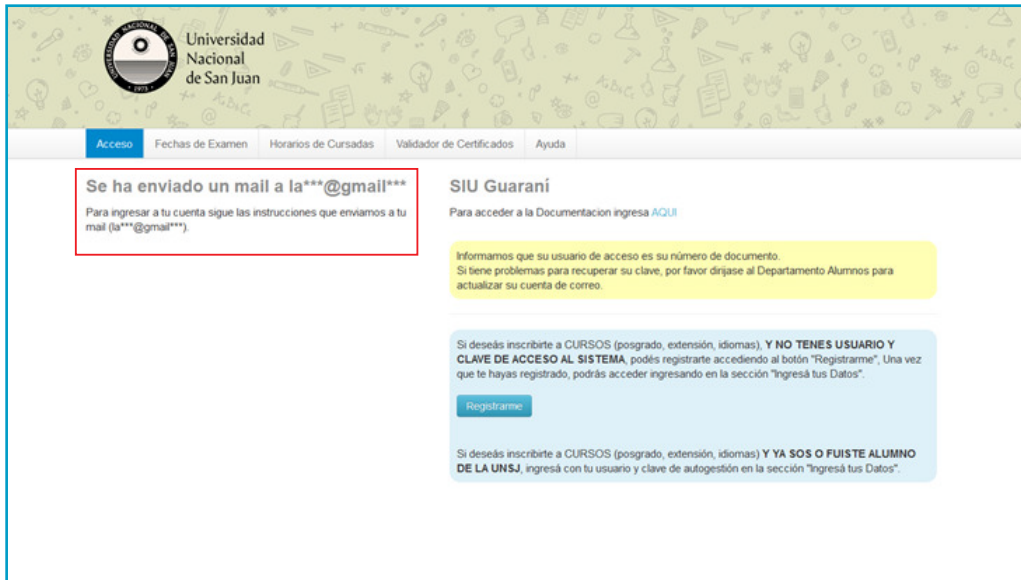 UNIVERSIDAD NACIONAL DE SAN JUAN
· 1973 ·
Universidad
Nacional
de San Juan
Acceso
Fechas de Examen
Horarios de Cursadas
Validador de Certificados
Ayuda
Se ha enviado un mail a la***@gmail***
Para ingresar a tu cuenta sigue las instrucciones que enviamos a tu
mail (la***@gmail***).
SIU Guaraní
Para acceder a la Documentacion ingresa AQUI
Informamos que su usuario de acceso es su número de documento.
Si tiene problemas para recuperar su clave, por favor dirijase al Departamento Alumnos para
actualizar su cuenta de correo.
Si deseás inscribirte a CURSOS (posgrado, extensión, idiomas), Y NO TENES USUARIO Y
CLAVE DE ACCESO AL SISTEMA, podés registrarte accediendo al botón "Registrarme", Una vez
que te hayas registrado, podrás acceder ingresando en la sección "Ingresá tus Datos".
Registrarme
Si deseás inscribirte a CURSOS (posgrado, extensión, idiomas) Y YA SOS O FUISTE ALUMNO
DE LA UNSJ, ingresá con tu usuario y clave de autogestión en la sección "Ingresá tus Datos".